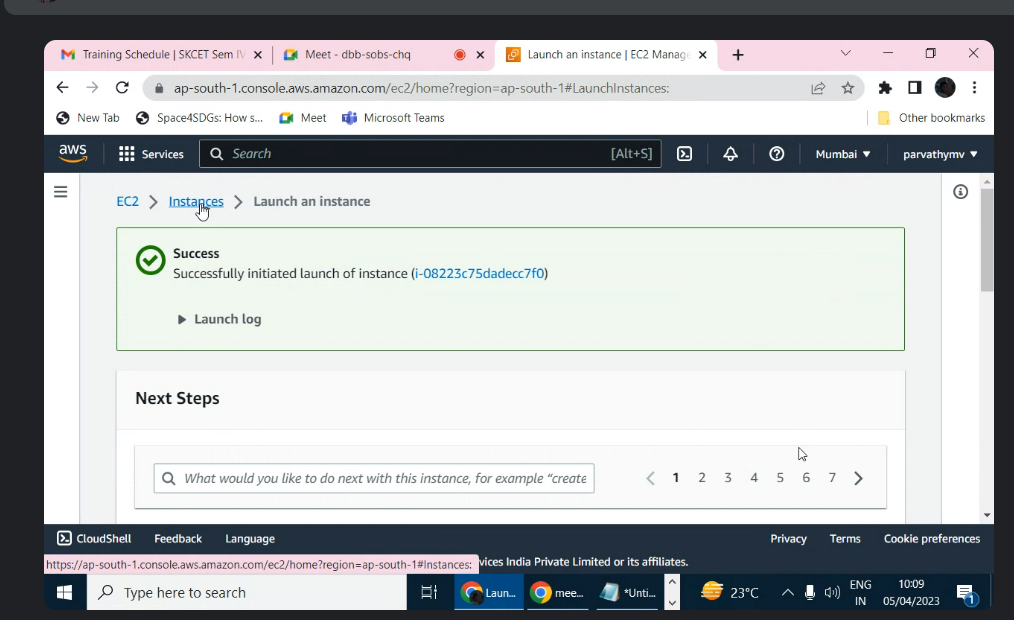 Training Schedule | SKCET Sem IV
Meet - dbb-sobs-chq
Launch an instance | EC2 Manage
ap-south-1.console.aws.amazon.com/ec2/home?region=ap-south-1#LaunchInstances:
New Tab
Space4SDGs: How s...
Meet
Microsoft Teams
Other bookmarks
aws
Services
Search
[Alt+S]
Mumbai
parvathymv
EC2 > Instances > Launch an instance
Success
Successfully initiated launch of instance (i-08223c75dadecc7f0)
Launch log
Next Steps
What would you like to do next with this instance, for example "create
1 2 3 4 5 6 7
CloudShell
Feedback
Language
Privacy
Terms
Cookie preferences
https://ap-south-1.console.aws.amazon.com/ec2/home?region=ap-south-1#Instances:
vices India Private Limited or its affiliates.
Type here to search
Laun...
mee...
*Unti...
23°C
ENG
IN
10:09
05/04/2023
1